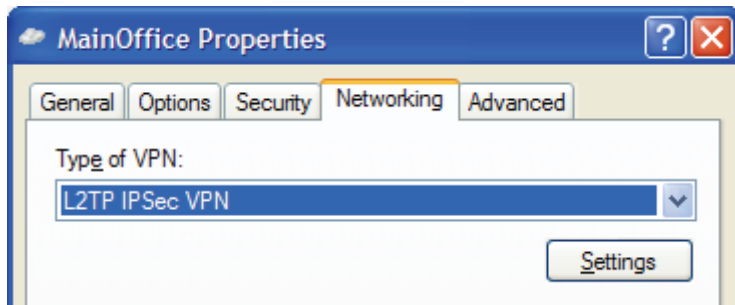 MainOffice Properties
General Options Security Networking Advanced
Type of VPN:
L2TP IPSec VPN
Settings